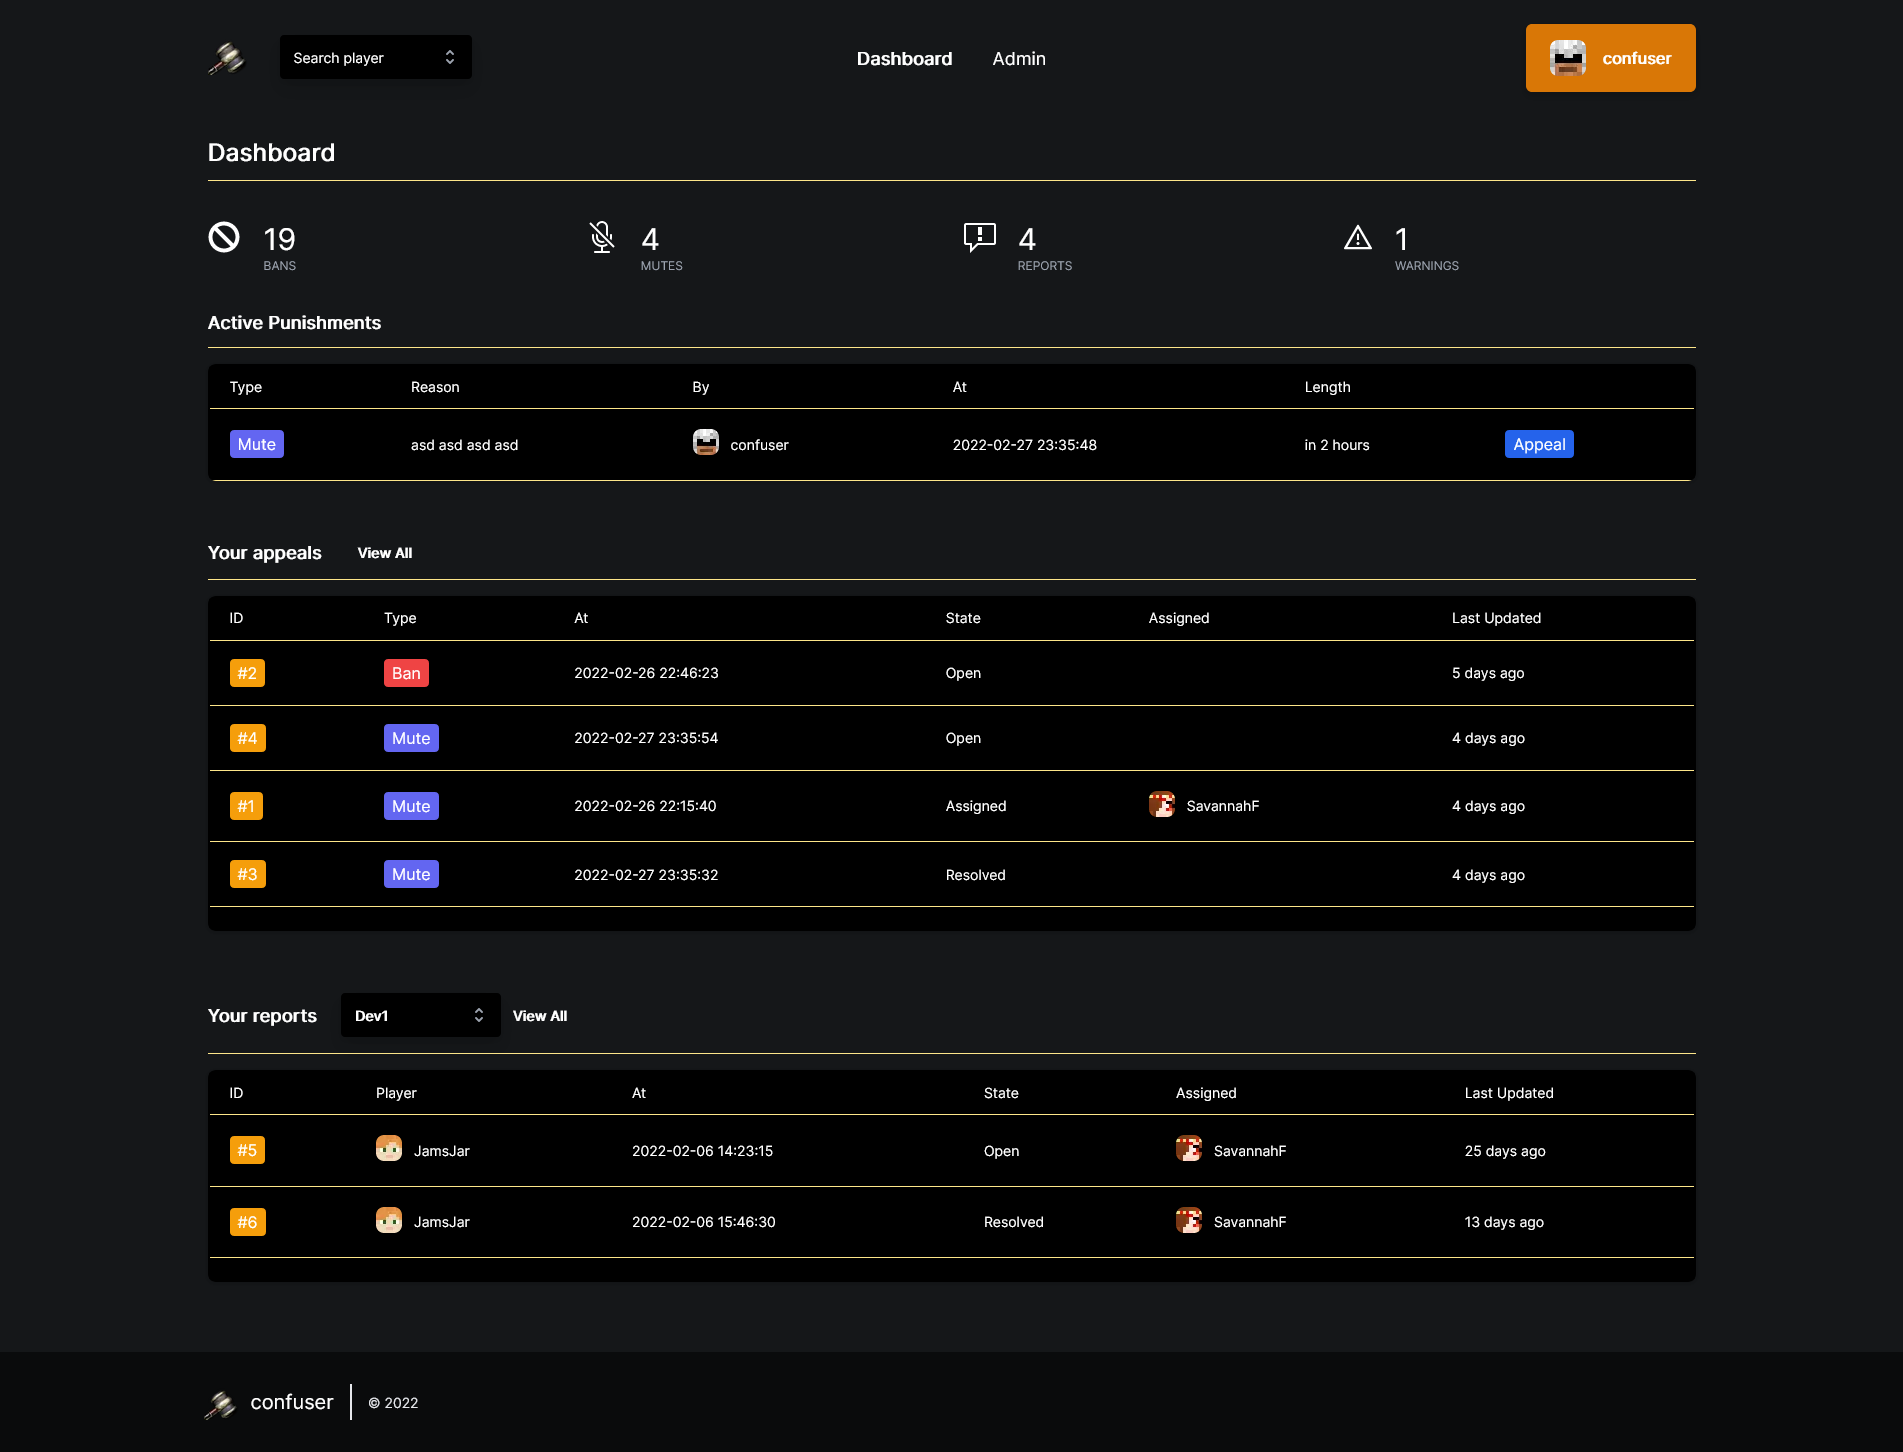 Search player
Dashboard Admin
confuser
Dashboard
19 4 4 1
BANS MUTES REPORTS WARNINGS
Active Punishments
Type Reason By At Length
Mute asd asd asd asd confuser 2022-02-27 23:35:48 in 2 hours Appeal
Your appeals View All
ID Type At State Assigned Last Updated
#2 Ban 2022-02-26 22:46:23 Open 5 days ago
#4 Mute 2022-02-27 23:35:54 Open 4 days ago
#1 Mute 2022-02-26 22:15:40 Assigned SavannahF 4 days ago
#3 Mute 2022-02-27 23:35:32 Resolved 4 days ago
Your reports Dev1 View All
ID Player At State Assigned Last Updated
#5 JamsJar 2022-02-06 14:23:15 Open SavannahF 25 days ago
#6 JamsJar 2022-02-06 15:46:30 Resolved SavannahF 13 days ago
confuser © 2022